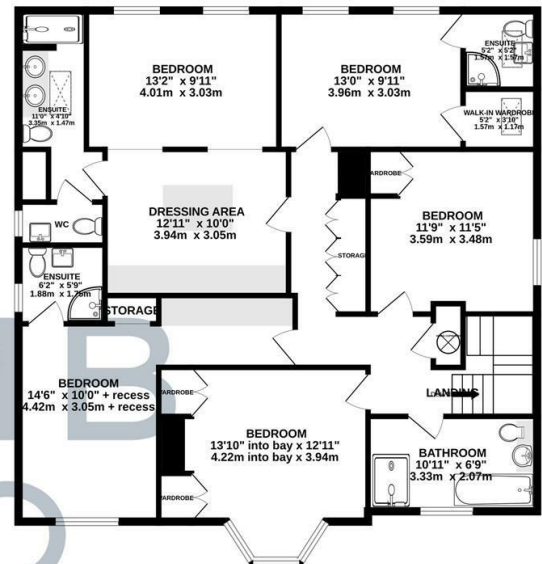 BEDROOM
13'2" x 9'11"
4.01m x 3.03m
BEDROOM
13'0" x 9'11"
3.96m x 3.03m
ENSUITE
5'2" x 5'2"
1.57m x 1.57m
ENSUITE
11'0" x 4'10"
3.35m x 1.47m
WALK-IN WARDROBE
5'2" x 3'10"
1.57m x 1.17m
ARDROBE
DRESSING AREA
12'11" x 10'0"
3.94m x 3.05m
BEDROOM
11'9" x 11'5"
3.59m x 3.48m
WC
STORAGE
ENSUITE
6'2" x 5'9"
1.88m x 1.75m
STORAGE
BEDROOM
14'6" x 10'0" + recess
4.42m x 3.05m + recess
LANDING
ARDROBE
BEDROOM
13'10" into bay x 12'11"
4.22m into bay x 3.94m
BATHROOM
10'11" x 6'9"
3.33m x 2.07m
ARDROBE